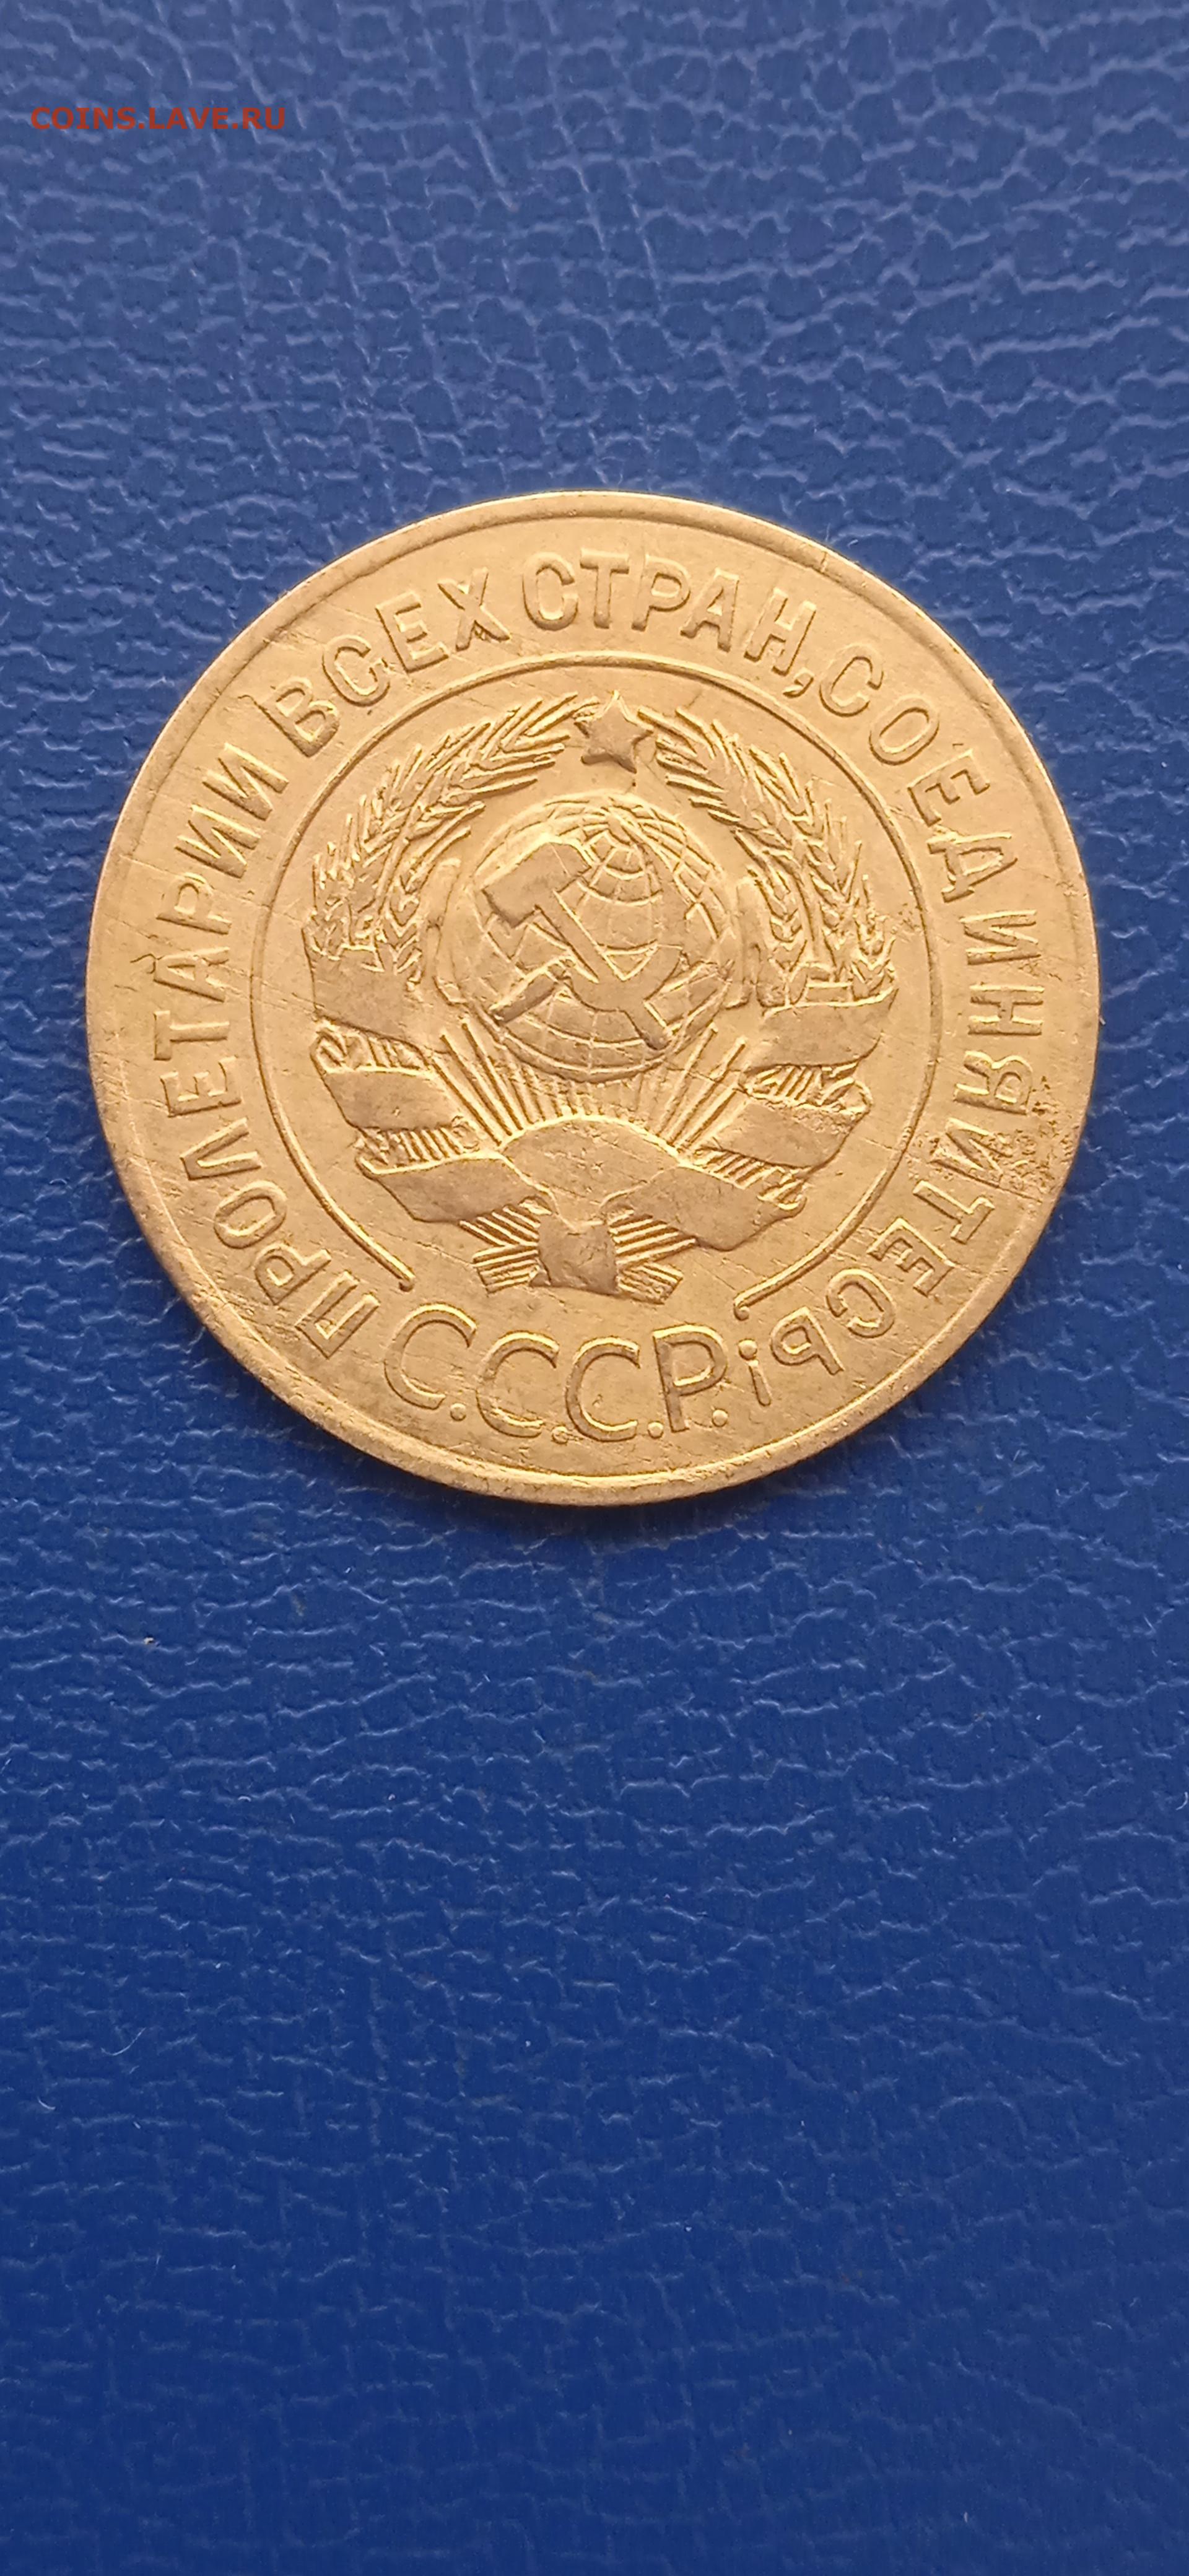 COINS.LAVE.RU
ПРОЛЕТАРИИ ВСЕХ СТРАН, СОЕДИНЯЙТЕСЬ!
С.С.С.Р.